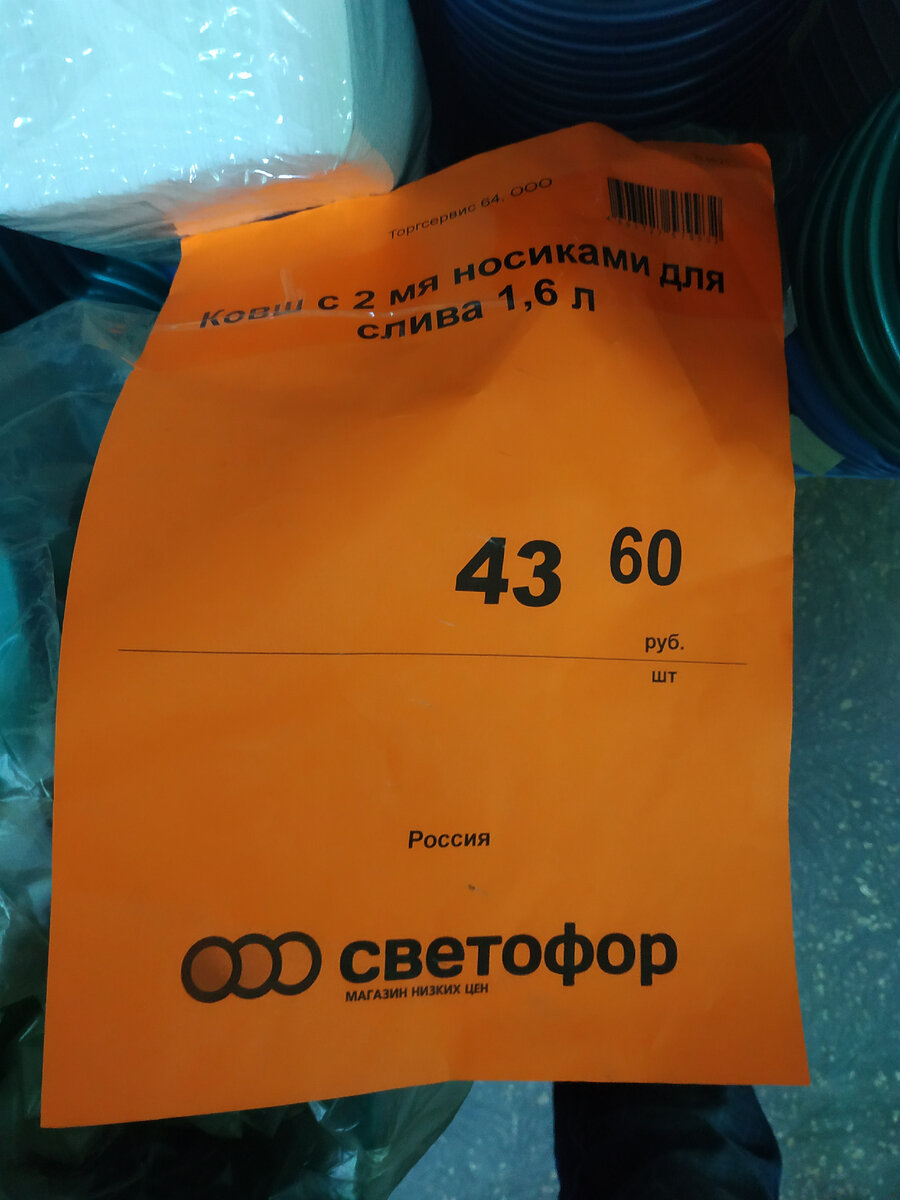 Торгсервис 64, ООО
Ковш с 2 мя носиками для
слива 1,6 л
43 60
руб.
шт
Россия
светофор
МАГАЗИН НИЗКИХ ЦЕН